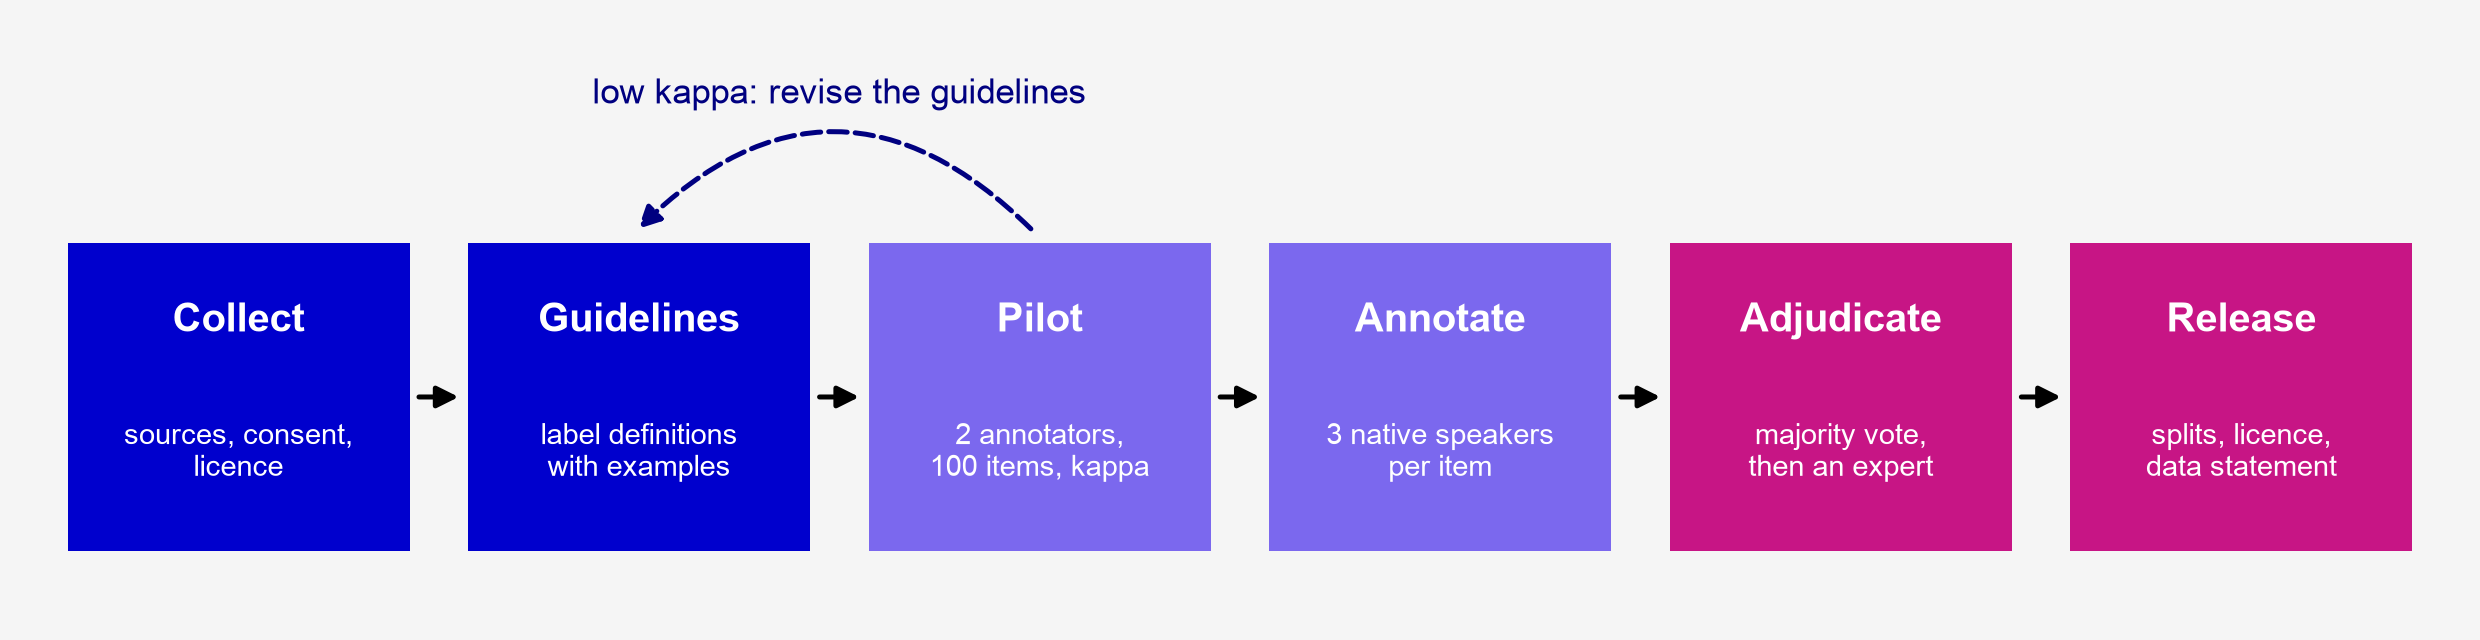 low kappa: revise the guidelines
Collect
sources, consent,
licence
Guidelines
label definitions
with examples
Pilot
2 annotators,
100 items, kappa
Annotate
3 native speakers
per item
Adjudicate
majority vote,
then an expert
Release
splits, licence,
data statement